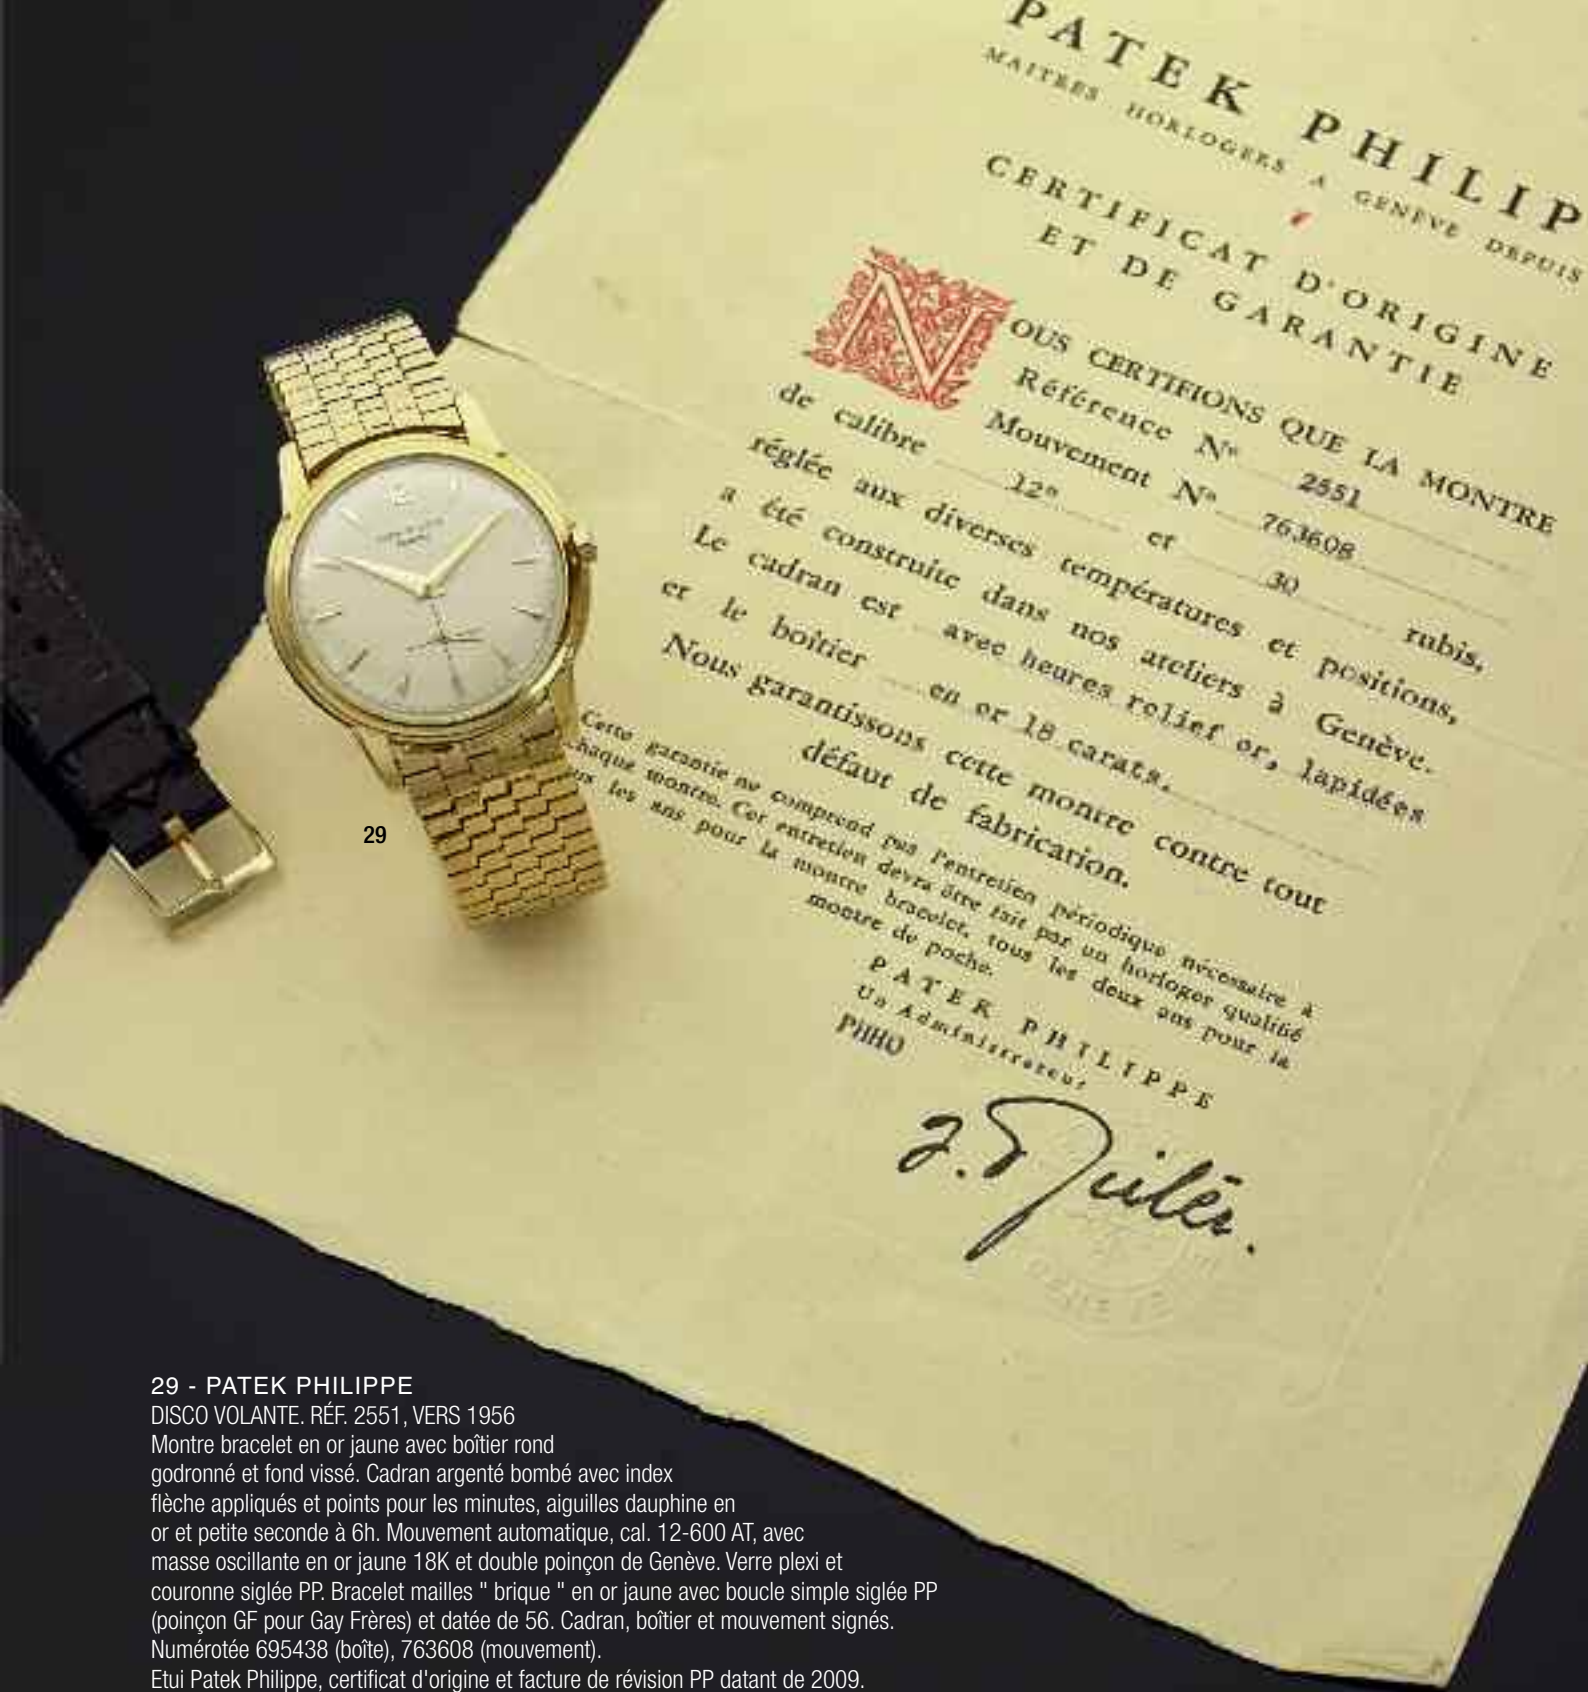 PATEK PHILIP
MAITRES HORLOGERS A GENÈVE DEPUIS
CERTIFICAT D'ORIGINE
ET DE GARANTIE
NOUS CERTIFIONS QUE LA MONTRE
Référence Nº 2551
Mouvement Nº 763608
de calibre 12''' et 30 rubis,
réglée aux diverses températures et positions,
a été construite dans nos ateliers à Genève.
Le cadran est avec heures relief or, lapidées
et le boîtier en or 18 carats.
Nous garantissons cette montre contre tout
défaut de fabrication.
Cette garantie ne comprend pas l'entretien périodique nécessaire à
chaque montre. Cet entretien devra être fait par un horloger qualifié
les ans pour la montre bracelet, tous les deux ans pour la
montre de poche.
PATEK PHILIPPE
Un Administrateur
29
29 - PATEK PHILIPPE
DISCO VOLANTE. RÉF. 2551, VERS 1956
Montre bracelet en or jaune avec boîtier rond
godronné et fond vissé. Cadran argenté bombé avec index
flèche appliqués et points pour les minutes, aiguilles dauphine en
or et petite seconde à 6h. Mouvement automatique, cal. 12-600 AT, avec
masse oscillante en or jaune 18K et double poinçon de Genève. Verre plexi et
couronne siglée PP. Bracelet mailles " brique " en or jaune avec boucle simple siglée PP
(poinçon GF pour Gay Frères) et datée de 56. Cadran, boîtier et mouvement signés.
Numérotée 695438 (boîte), 763608 (mouvement).
Etui Patek Philippe, certificat d'origine et facture de révision PP datant de 2009.